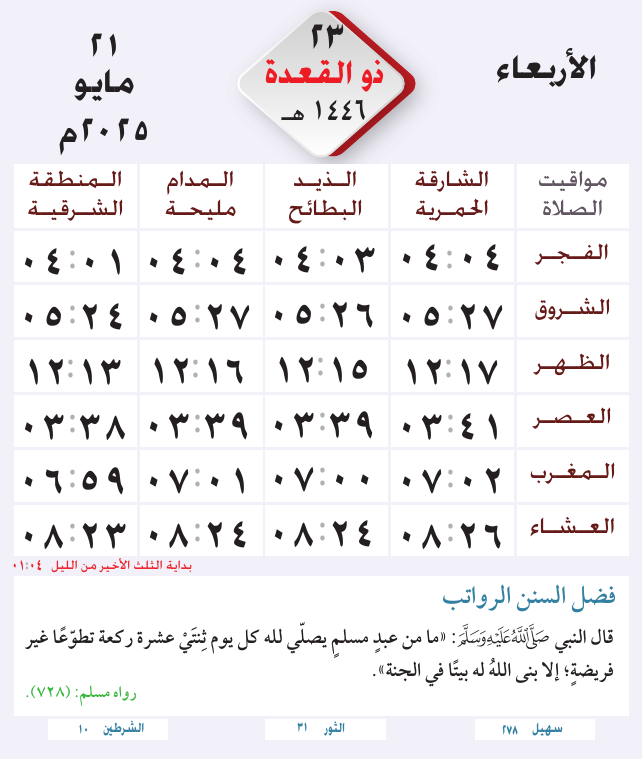 الأربعاء
٢٣
ذو القعدة
١٤٤٦ هـ
٢١
مايو
٢٠٢٥م
مواقيت الصلاة | الشارقة الحمرية | الذيد البطائح | المدام مليحة | المنطقة الشرقية
الفجر | ٠٤:٠٤ | ٠٤:٠٣ | ٠٤:٠٤ | ٠٤:٠١
الشروق | ٠٥:٢٧ | ٠٥:٢٦ | ٠٥:٢٧ | ٠٥:٢٤
الظهر | ١٢:١٧ | ١٢:١٥ | ١٢:١٦ | ١٢:١٣
العصر | ٠٣:٤١ | ٠٣:٣٩ | ٠٣:٣٩ | ٠٣:٣٨
المغرب | ٠٧:٠٢ | ٠٧:٠٠ | ٠٧:٠١ | ٠٦:٥٩
العشاء | ٠٨:٢٦ | ٠٨:٢٤ | ٠٨:٢٤ | ٠٨:٢٣
بداية الثلث الأخير من الليل ٠١:٠٤
فضل السنن الرواتب
قال النبي صَلَّى اللَّهُ عَلَيْهِ وَسَلَّمَ: «ما من عبدٍ مسلمٍ يصلّي لله كل يوم ثِنتَيْ عشرة ركعة تطوّعًا غير
فريضةٍ؛ إلا بنى اللهُ له بيتًا في الجنة».
رواه مسلم: (٧٢٨).
سهيل ٢٧٨
الثور ٣١
الشرطين ١٠